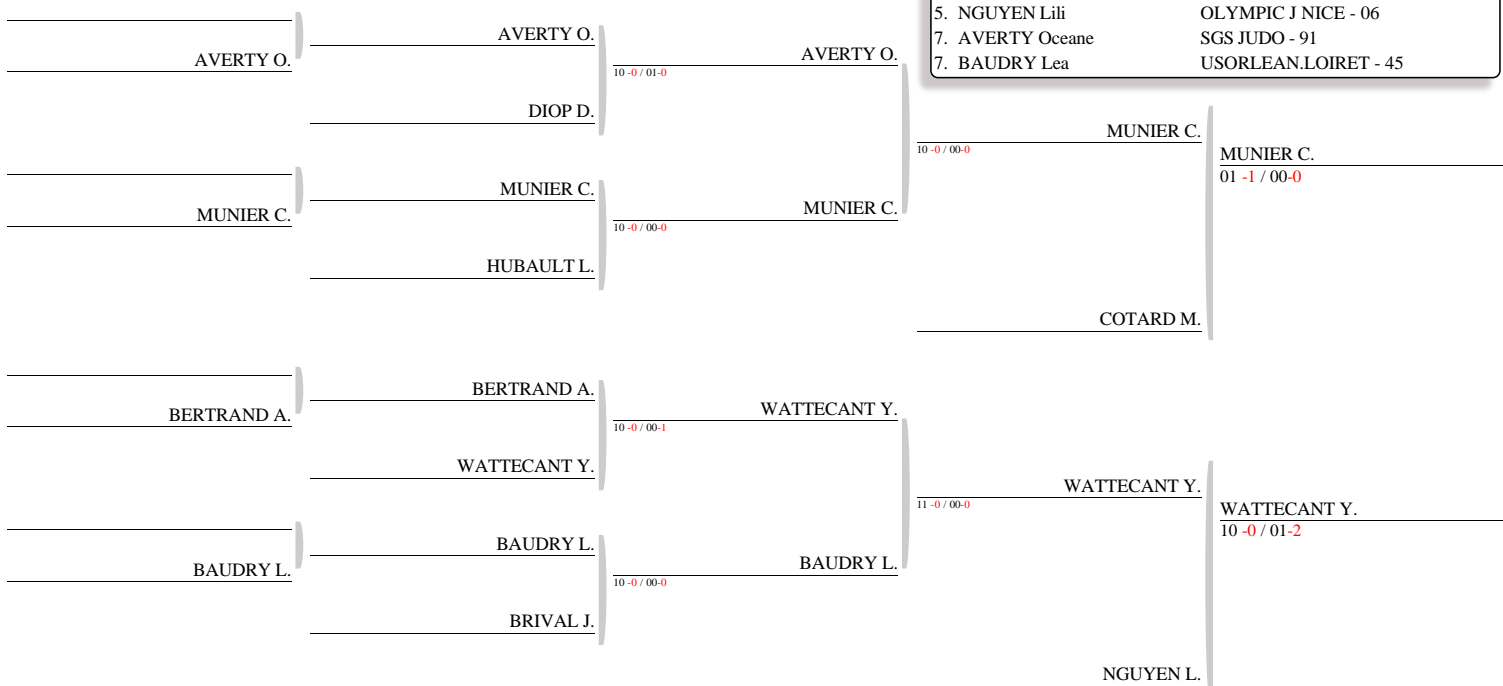 5. NGUYEN Lili OLYMPIC J NICE - 06
7. AVERTY Oceane SGS JUDO - 91
7. BAUDRY Lea USORLEAN.LOIRET - 45
AVERTY O.
AVERTY O.
10 -0 / 01-0
AVERTY O.
DIOP D.
10 -0 / 00-0
MUNIER C.
MUNIER C.
01 -1 / 00-0
MUNIER C.
MUNIER C.
10 -0 / 00-0
MUNIER C.
HUBAULT L.
COTARD M.
BERTRAND A.
BERTRAND A.
10 -0 / 00-1
WATTECANT Y.
WATTECANT Y.
11 -0 / 00-0
WATTECANT Y.
WATTECANT Y.
10 -0 / 01-2
BAUDRY L.
BAUDRY L.
10 -0 / 00-0
BAUDRY L.
BRIVAL J.
NGUYEN L.